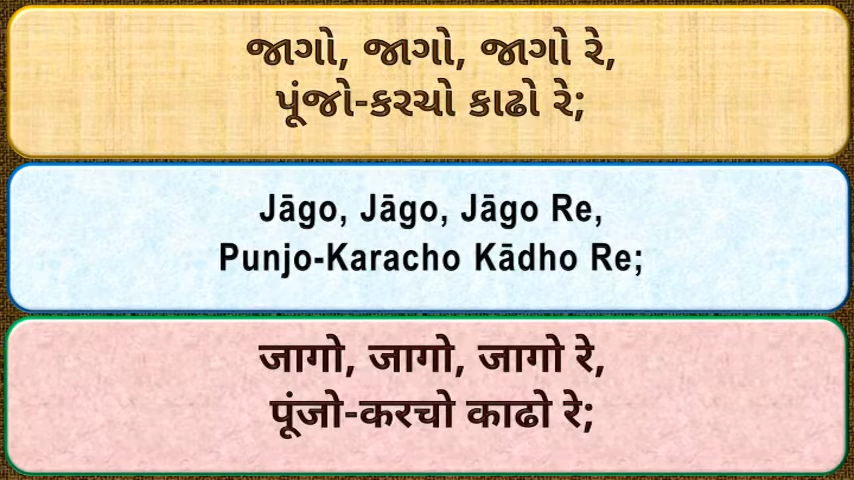 જાગો, જાગો, જાગો રે,
પૂંજો-કરચો કાઢો રે;
Jāgo, Jāgo, Jāgo Re,
Punjo-Karacho Kādho Re;
जागो, जागो, जागो रे,
पूंजो-करचो काढो रे;